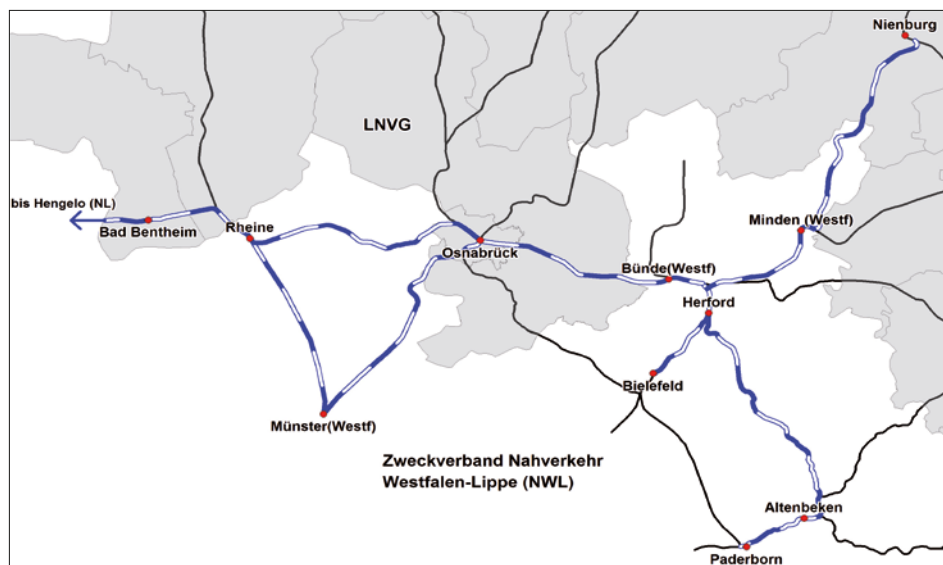 Nienburg
LNVG
bis Hengelo (NL)
Bad Bentheim
Rheine
Minden (Westf)
Osnabrück
Bünde(Westf)
Herford
Bielefeld
Münster(Westf)
Zweckverband Nahverkehr
Westfalen-Lippe (NWL)
Altenbeken
Paderborn